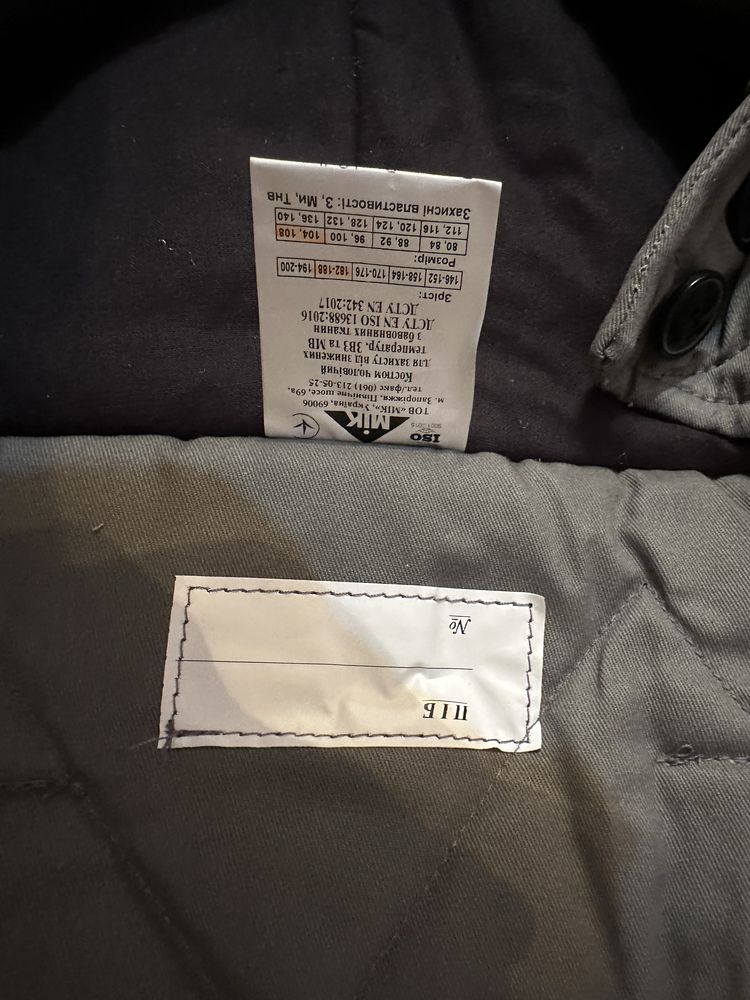 ISO
9001:2015
МІК
ТОВ «МІК», Україна, 69006
м. Запоріжжя, Північне шосе, 69а,
тел./факс (061) 213-05-25
Костюм чоловічий
для захисту від знижених
температур, ЗВЗ та МВ
з бавовняних тканин
ДСТУ EN ISO 13688:2016
ДСТУ EN 342:2017
Зріст:
146-152 158-164 170-176 182-188 194-200
Розмір:
80, 84 88, 92 96, 100 104, 108
112, 116 120, 124 128, 132 136, 140
Захисні властивості: З, Ми, Тнв
ПІБ
№